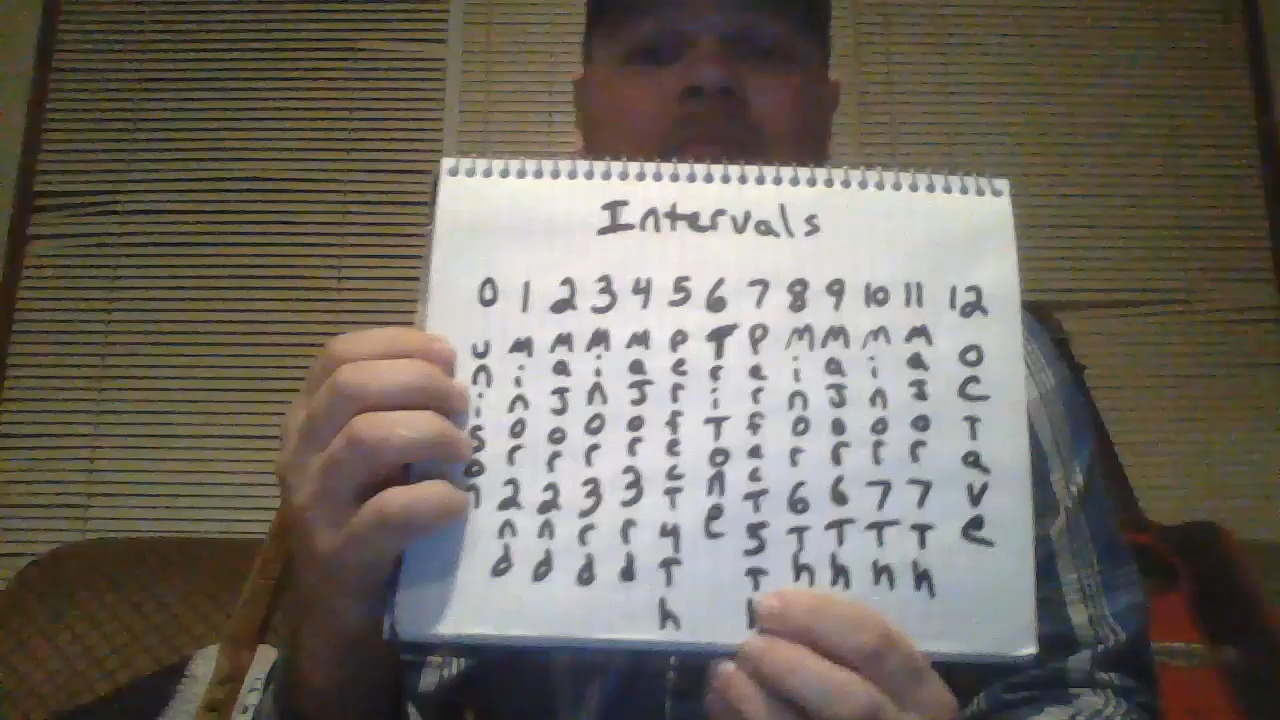 Intervals
0 1 2 3 4 5 6 7 8 9 10 11 12
unison
minor 2nd
maJor 2nd
minor 3rd
maJor 3rd
perfecT 4Th
TriTone
perfecT 5Th
minor 6Th
maJor 6Th
minor 7Th
maJor 7Th
OCTave